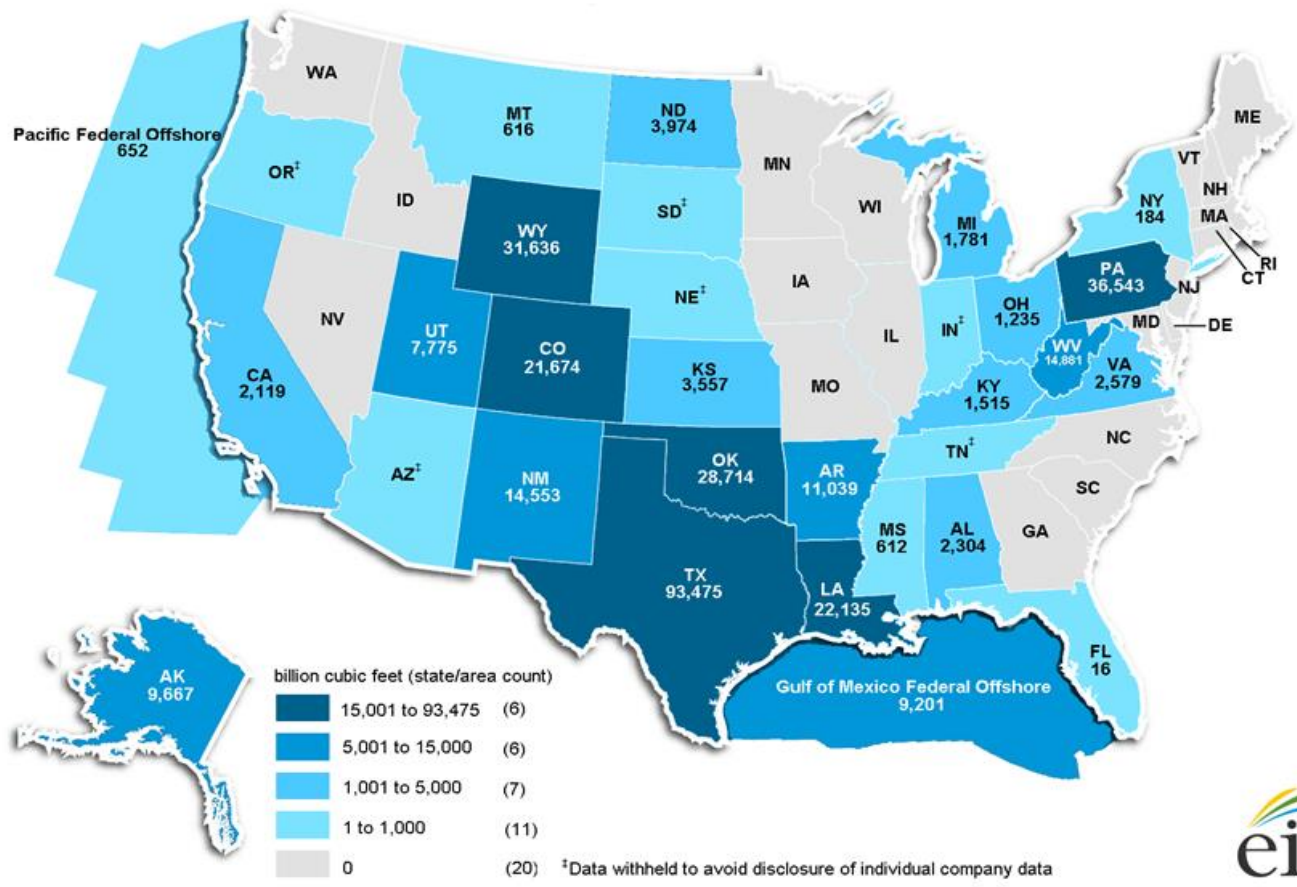 WA
MT
616
ND
3,974
MN
ME
VT
NH
Pacific Federal Offshore
652
OR‡
ID
SD‡
WI
NY
184
MA
RI
CT
WY
31,636
MI
1,781
IA
PA
36,543
NJ
NE‡
NV
UT
7,775
CO
21,674
IL
IN‡
OH
1,235
MD
DE
WV
14,881
CA
2,119
KS
3,557
MO
KY
1,515
VA
2,579
AZ‡
NM
14,553
OK
28,714
AR
11,039
TN‡
NC
SC
MS
612
AL
2,304
GA
TX
93,475
LA
22,135
FL
16
Gulf of Mexico Federal Offshore
9,201
AK
9,667
billion cubic feet (state/area count)
15,001 to 93,475 (6)
5,001 to 15,000 (6)
1,001 to 5,000 (7)
1 to 1,000 (11)
0 (20)
‡Data withheld to avoid disclosure of individual company data
ei